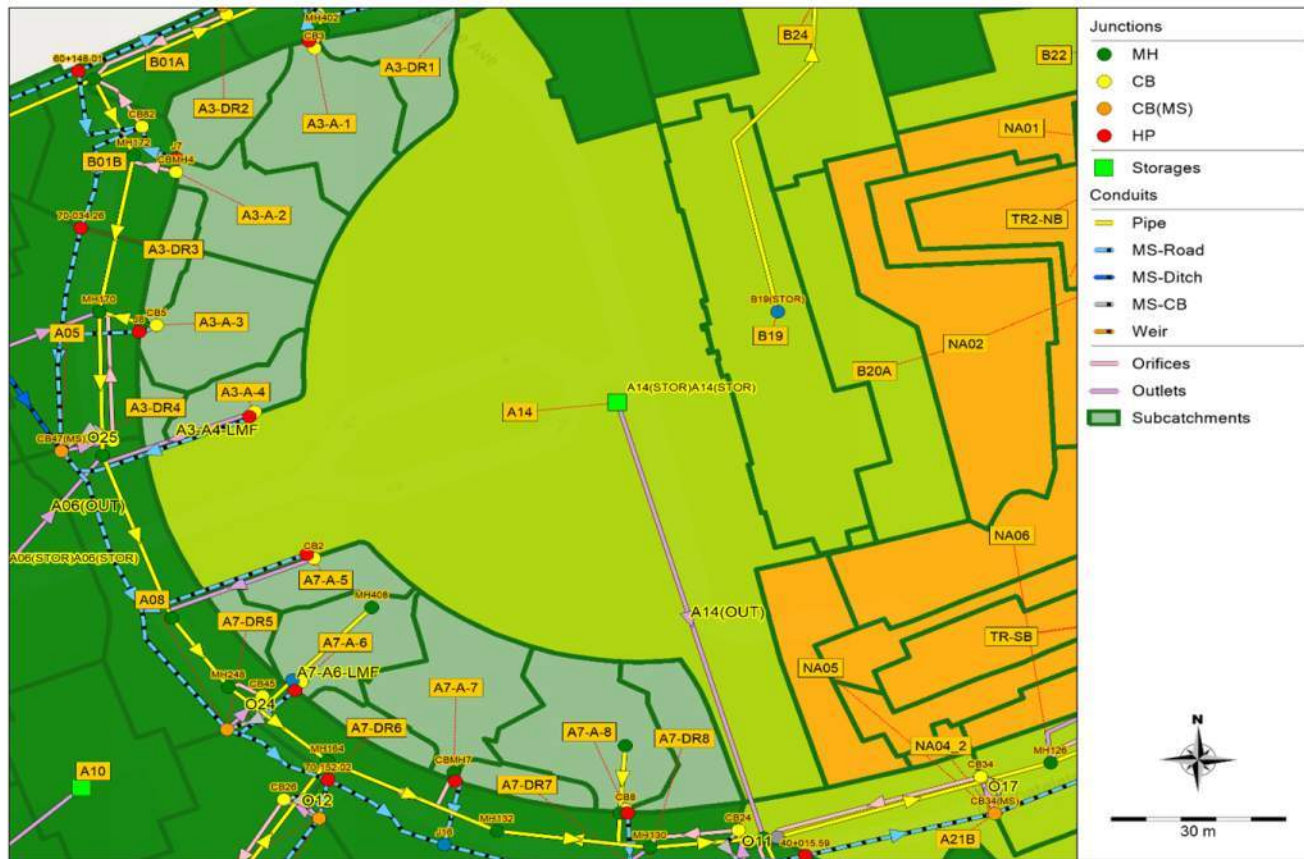 MH402
CB3
B24
B22
60+148.01
B01A
A3-DR1
A3-DR2
A3-A-1
CB82
MH172
J7
CBMH4
B01B
NA01
A3-A-2
TR2-NB
70-034.26
A3-DR3
MH170
CB5
J8
A3-A-3
A05
B19(STOR)
B19
NA02
B20A
A3-A-4
A3-DR4
A3-A4-LMF
A14
A14(STOR)A14(STOR)
CB47(MS)
O25
A06(OUT)
A06(STOR)A06(STOR)
NA06
CB2
A7-A-5
MH408
A08
A7-DR5
A14(OUT)
A7-A-6
TR-SB
MH248
CB45
A7-A6-LMF
NA05
O24
A7-A-7
A7-DR6
A7-A-8
A7-DR8
MH164
70-152.02
CBMH7
NA04_2
MH126
A10
CB34
O17
CB26
O12
A7-DR7
CB8
CB34(MS)
MH132
CB24
MH130
O11
40+015.59
A21B
Junctions
MH
CB
CB(MS)
HP
Storages
Conduits
Pipe
MS-Road
MS-Ditch
MS-CB
Weir
Orifices
Outlets
Subcatchments
N
30 m